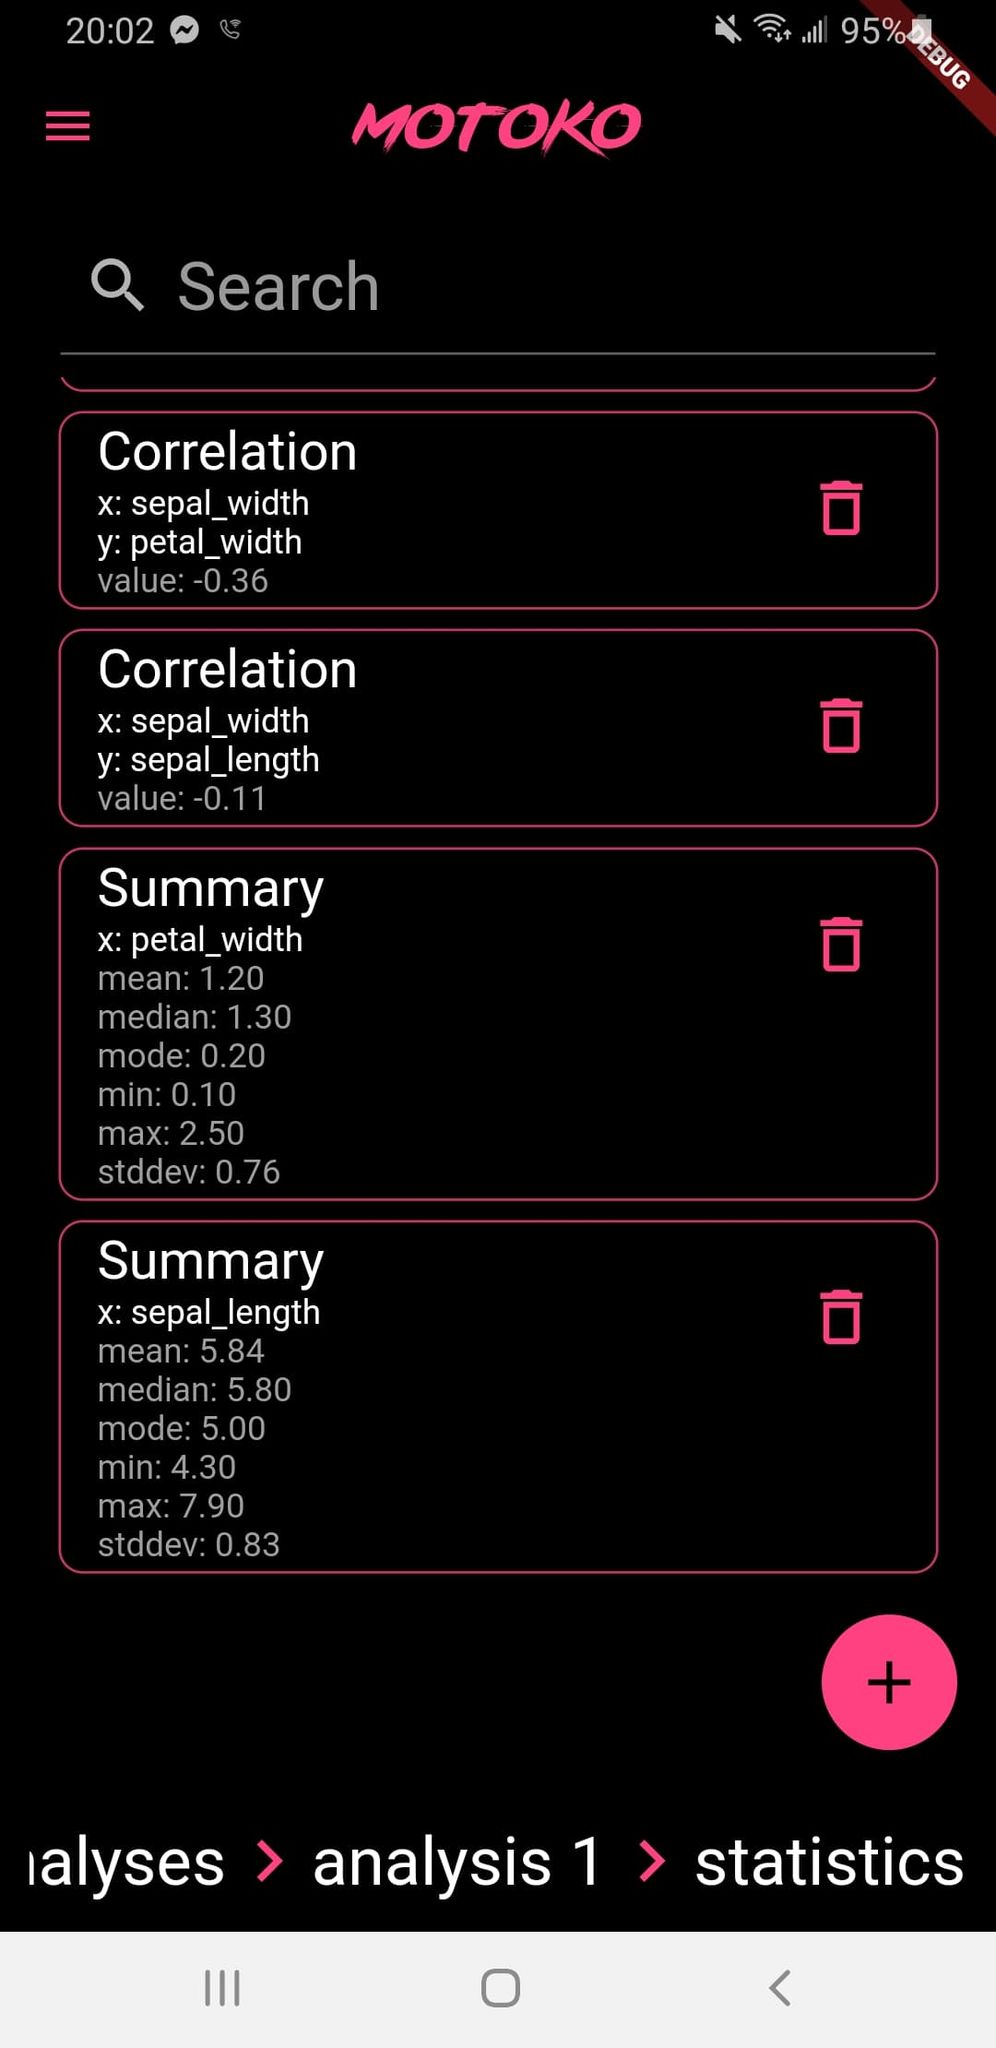 20:02
95%
DEBUG
MOTOKO
Search
Correlation
x: sepal_width
y: petal_width
value: -0.36
Correlation
x: sepal_width
y: sepal_length
value: -0.11
Summary
x: petal_width
mean: 1.20
median: 1.30
mode: 0.20
min: 0.10
max: 2.50
stddev: 0.76
Summary
x: sepal_length
mean: 5.84
median: 5.80
mode: 5.00
min: 4.30
max: 7.90
stddev: 0.83
nalyses > analysis 1 > statistics